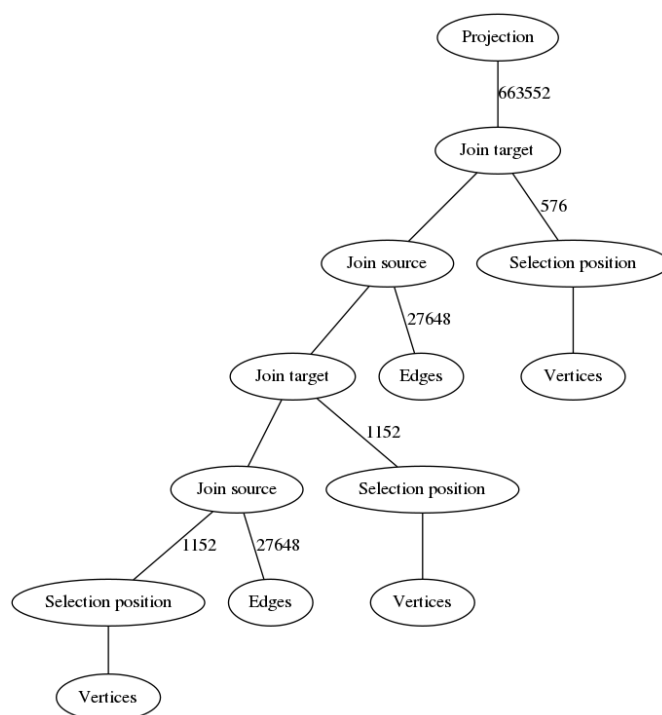 Projection
663552
Join target
576
Join source
Selection position
27648
Join target
Edges
Vertices
1152
Join source
Selection position
1152
27648
Selection position
Edges
Vertices
Vertices